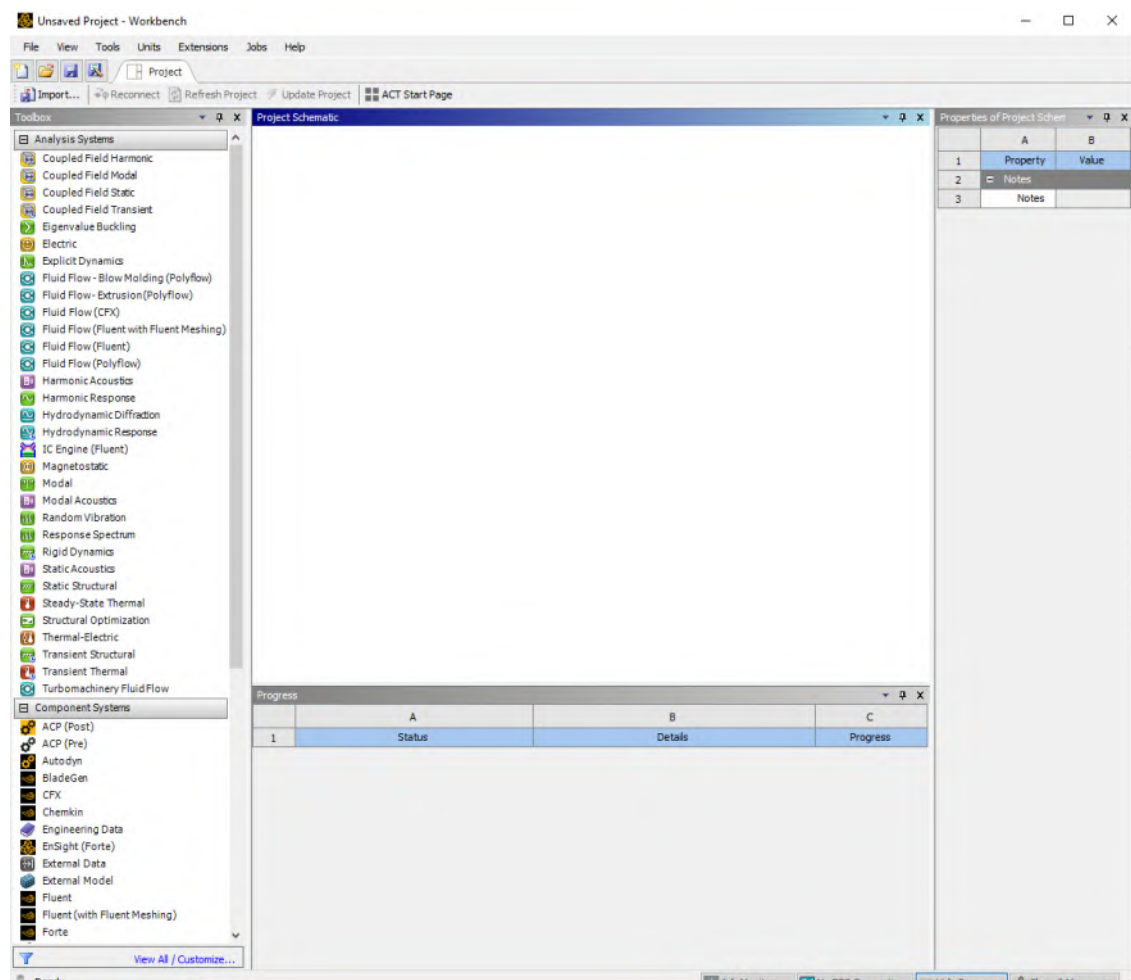 Unsaved Project - Workbench
File View Tools Units Extensions Jobs Help
Project
Import... Reconnect Refresh Project Update Project ACT Start Page
Toolbox
Analysis Systems
Coupled Field Harmonic
Coupled Field Modal
Coupled Field Static
Coupled Field Transient
Eigenvalue Buckling
Electric
Explicit Dynamics
Fluid Flow - Blow Molding (Polyflow)
Fluid Flow - Extrusion (Polyflow)
Fluid Flow (CFX)
Fluid Flow (Fluent with Fluent Meshing)
Fluid Flow (Fluent)
Fluid Flow (Polyflow)
Harmonic Acoustics
Harmonic Response
Hydrodynamic Diffraction
Hydrodynamic Response
IC Engine (Fluent)
Magnetostatic
Modal
Modal Acoustics
Random Vibration
Response Spectrum
Rigid Dynamics
Static Acoustics
Static Structural
Steady-State Thermal
Structural Optimization
Thermal-Electric
Transient Structural
Transient Thermal
Turbomachinery Fluid Flow
Component Systems
ACP (Post)
ACP (Pre)
Autodyn
BladeGen
CFX
Chemkin
Engineering Data
EnSight (Forte)
External Data
External Model
Fluent
Fluent (with Fluent Meshing)
Forte
View All / Customize...
Project Schematic
Progress
A B C
1 Status Details Progress
Properties of Project Schem
A B
1 Property Value
2 Notes
3 Notes